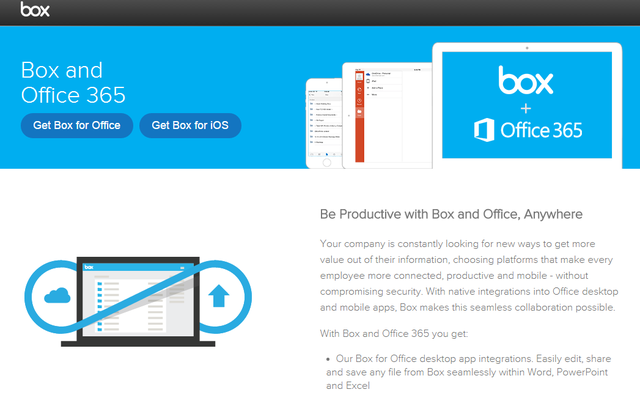 box
Box and
Office 365
Get Box for Office
Get Box for iOS
box
+
Office 365
box
Be Productive with Box and Office, Anywhere
Your company is constantly looking for new ways to get more
value out of their information, choosing platforms that make every
employee more connected, productive and mobile - without
compromising security. With native integrations into Office desktop
and mobile apps, Box makes this seamless collaboration possible.
With Box and Office 365 you get:
• Our Box for Office desktop app integrations. Easily edit, share
and save any file from Box seamlessly within Word, PowerPoint
and Excel